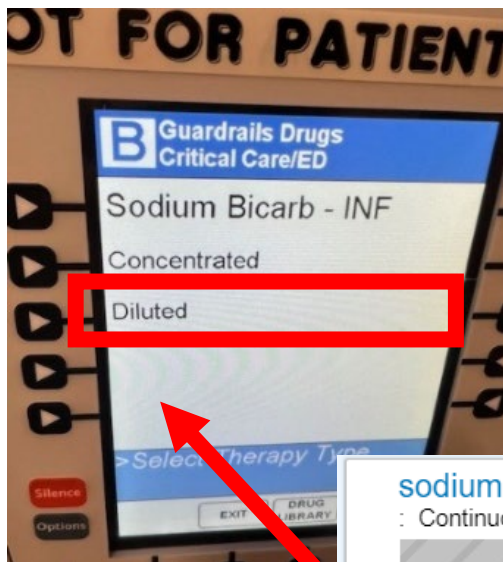 OT FOR PATIENT
B Guardrails Drugs
Critical Care/ED
Sodium Bicarb - INF
Concentrated
Diluted
>Select Therapy Type
Silence
Options
EXIT
DRUG
LIBRARY
sodium
: Continuo